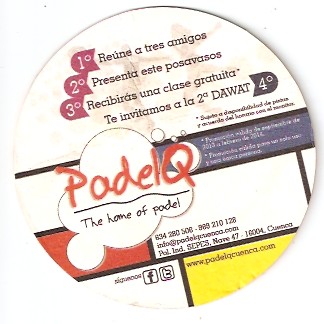 1º Reúne a tres amigos
2º Presenta este posavasos
3º Recibirás una clase gratuita*
Te invitamos a la 2ª DAWAT 4º
* Sujeto a disponibilidad de pistas
y acuerdo del horario con el monitor.
* Promoción válida de septiembre de
2013 a febrero de 2014.
* Promoción válida para un solo uso
y una única persona.
PadelQ
The home of padel
634 280 506 - 969 210 128
info@padelqcuenca.com
Pol. Ind. SEPES, Nave 47 - 16004, Cuenca
síguenos
www.padelqcuenca.com